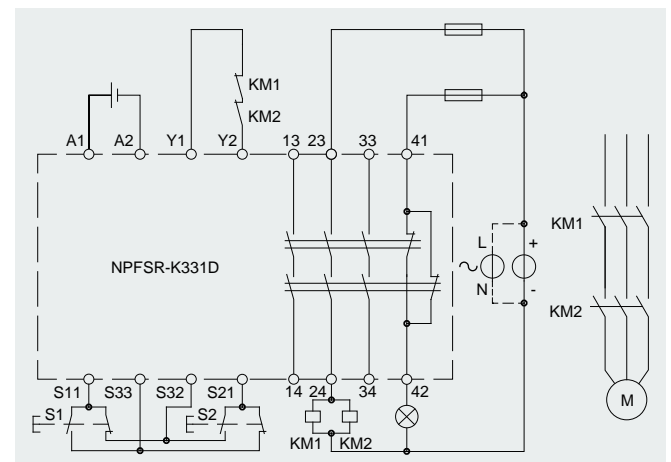 KM1
KM2
A1 A2 Y1 Y2 13 23 33 41
KM1
L +
NPFSR-K331D
N -
KM2
S11 S33 S32 S21 14 24 34 42
S1 S2
M
KM1 KM2